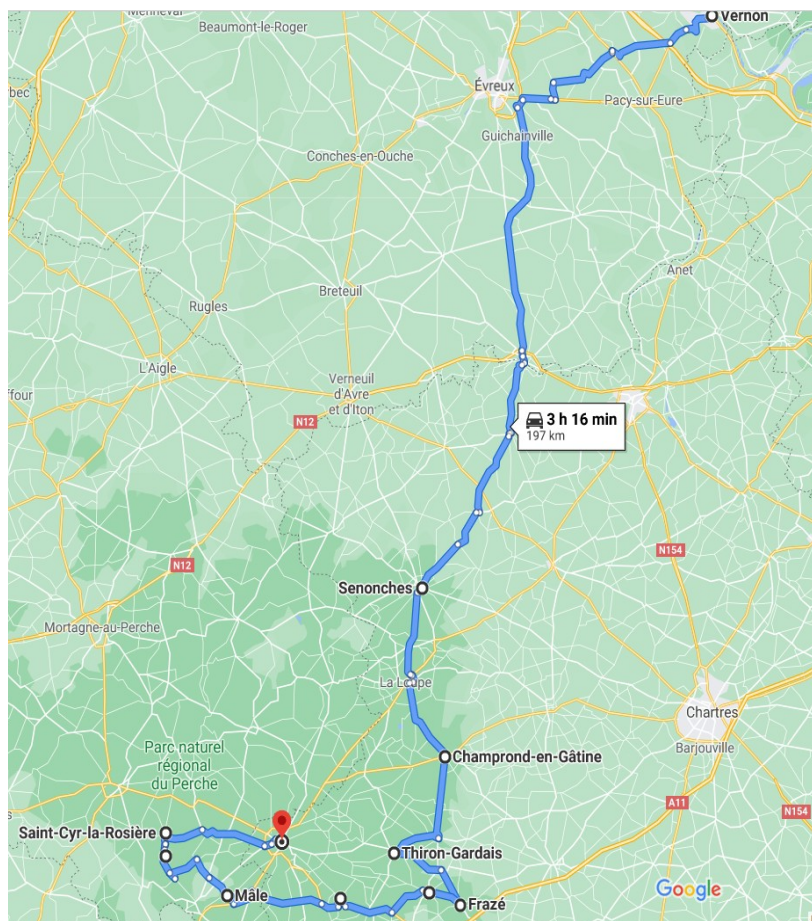 Menneval
Vernon
Beaumont-le-Roger
Évreux
Pacy-sur-Eure
Guichainville
Conches-en-Ouche
Anet
Breteuil
Rugles
L'Aigle
Verneuil
d'Avre
et d'Iton
N12
3 h 16 min
197 km
N154
N12
Senonches
Mortagne-au-Perche
La Loupe
Chartres
Barjouville
Champrond-en-Gâtine
Parc naturel
régional
du Perche
A11
N154
Saint-Cyr-la-Rosière
Thiron-Gardais
Mâle
Frazé
Google